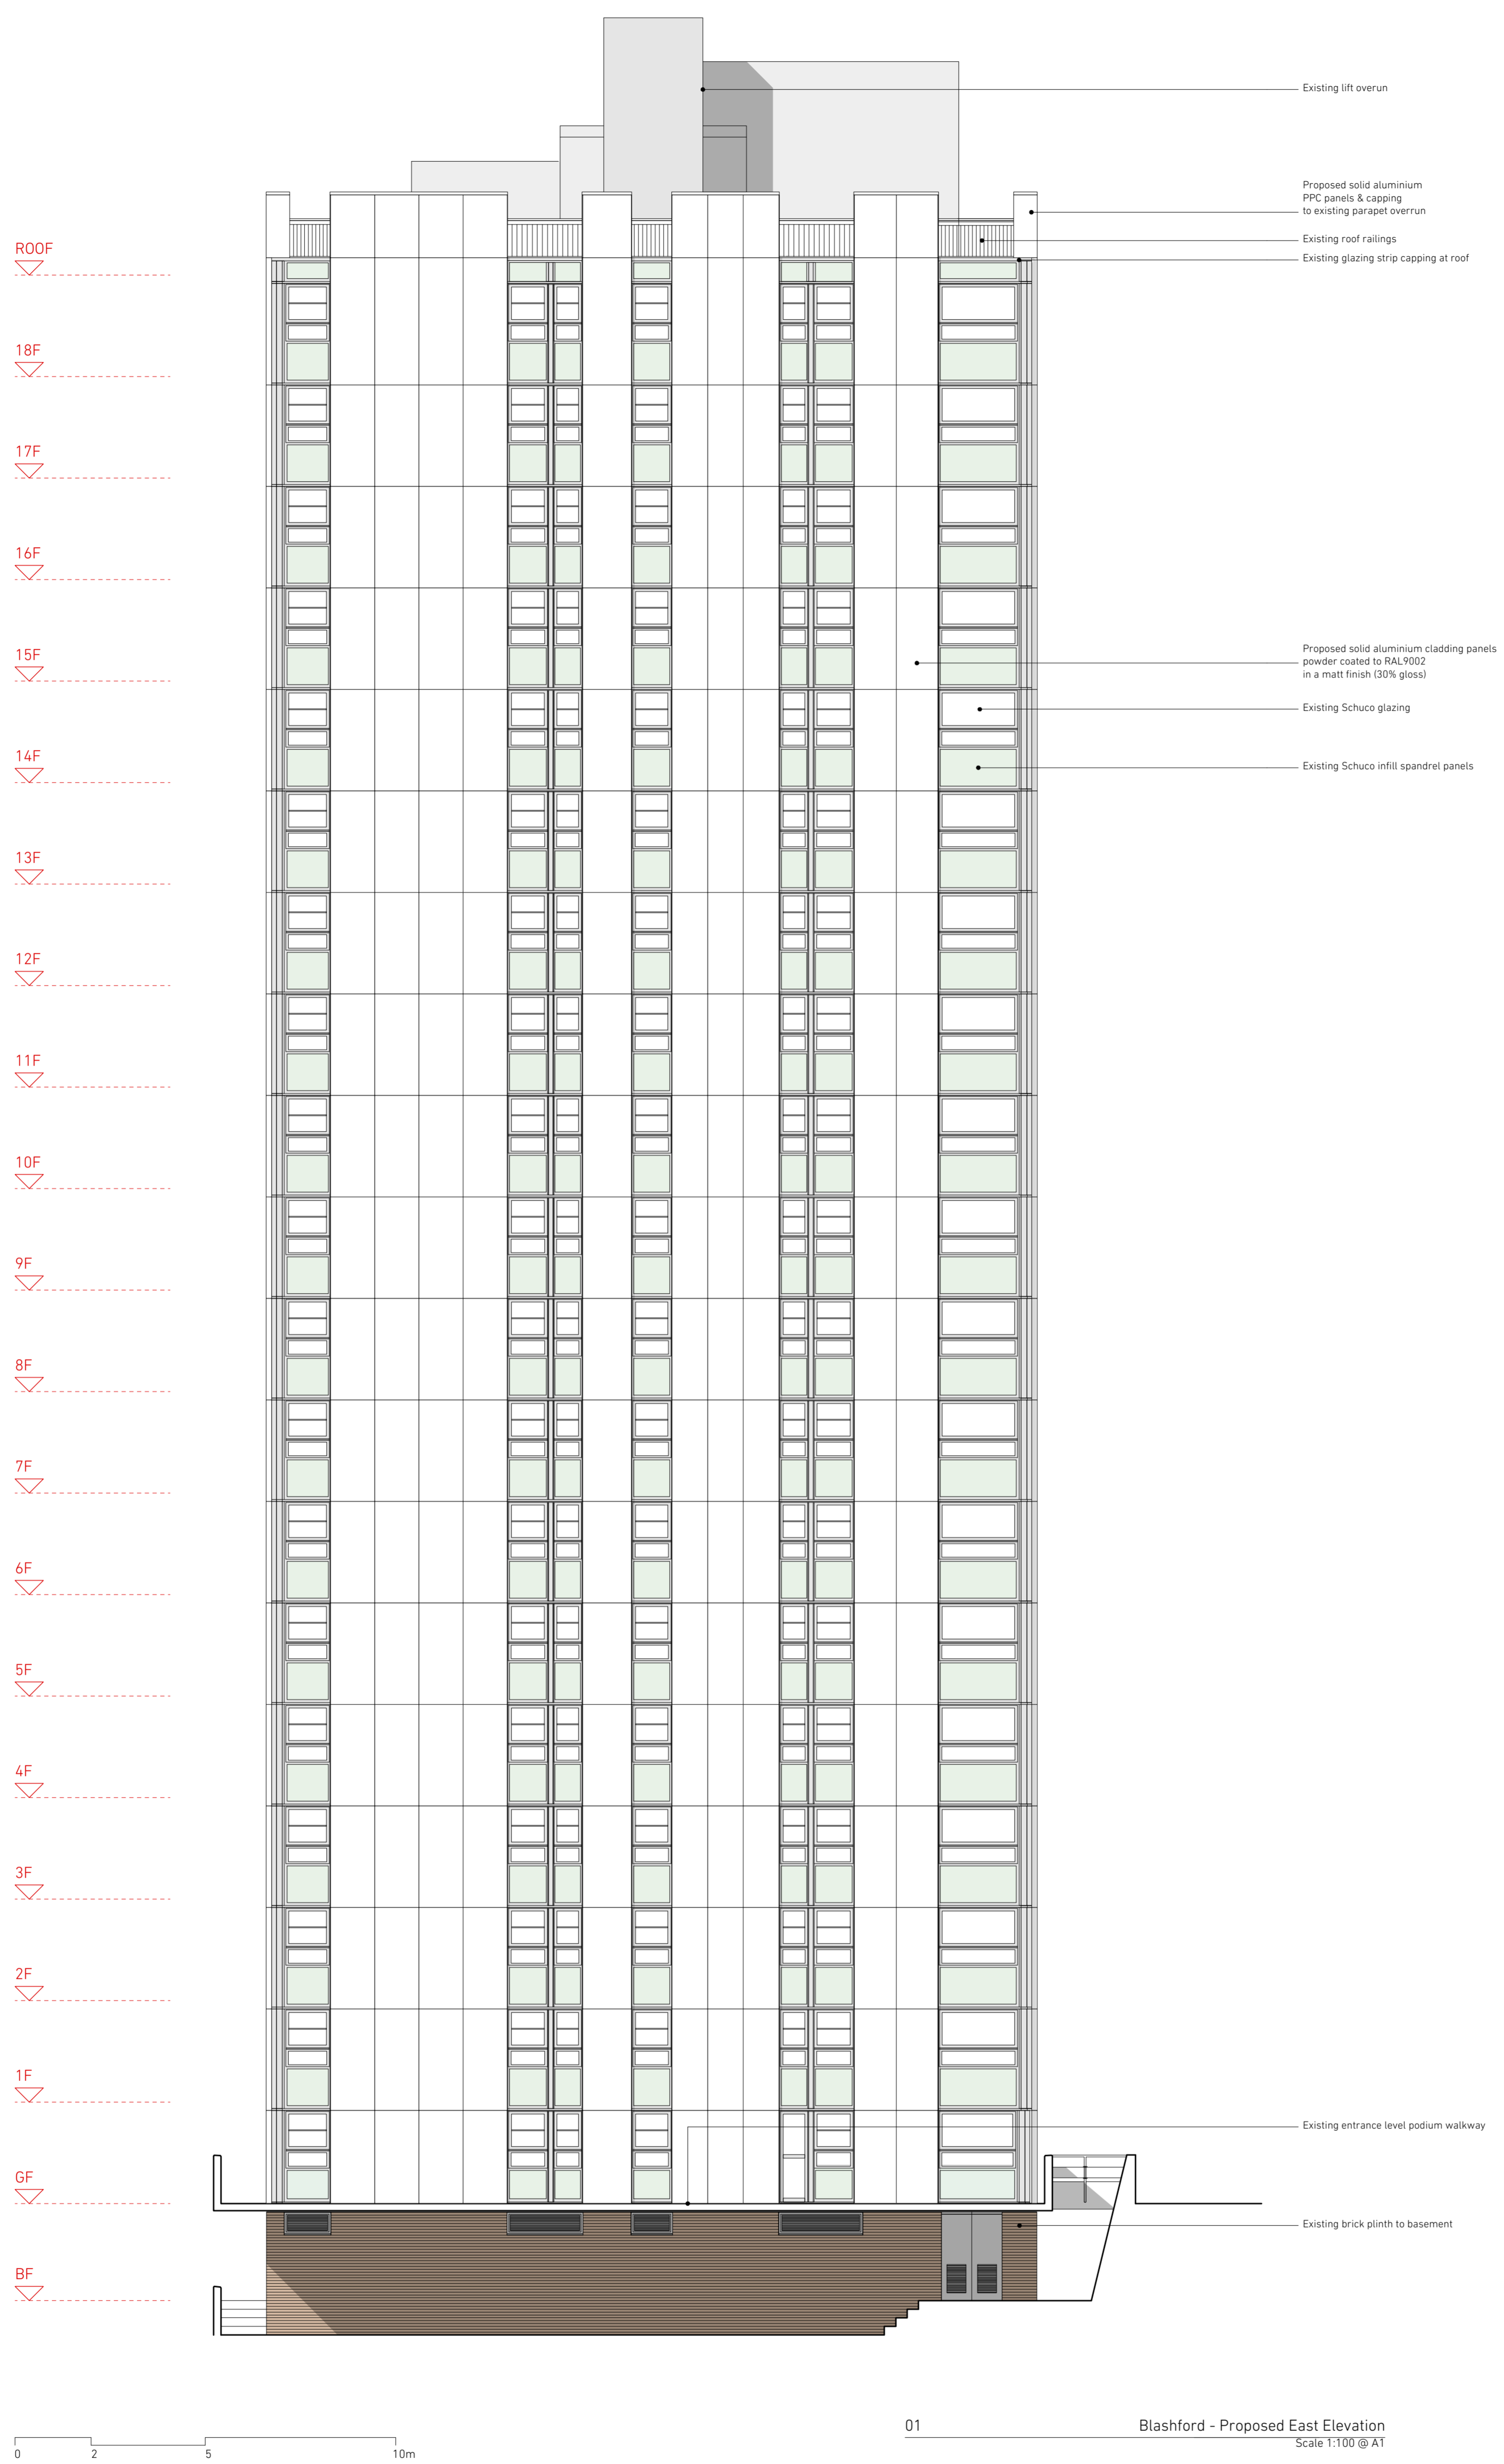 Existing lift overun
Proposed solid aluminium
PPC panels & capping
to existing parapet overrun
Existing roof railings
Existing glazing strip capping at roof
ROOF
18F
17F
16F
15F
Proposed solid aluminium cladding panels
powder coated to RAL9002
in a matt finish (30% gloss)
Existing Schuco glazing
14F
Existing Schuco infill spandrel panels
13F
12F
11F
10F
9F
8F
7F
6F
5F
4F
3F
2F
1F
Existing entrance level podium walkway
GF
Existing brick plinth to basement
BF
01 Blashford - Proposed East Elevation
Scale 1:100 @ A1
0 2 5 10m